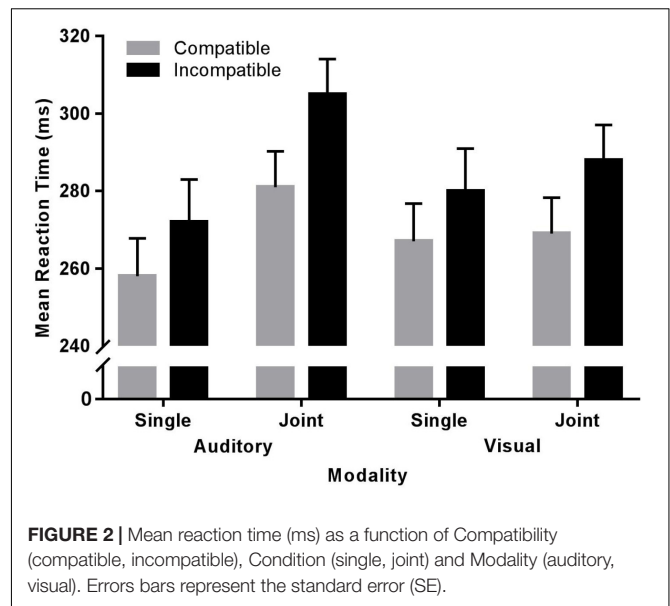 320
Compatible
Incompatible
300
280
260
240
0
Mean Reaction Time (ms)
Single Joint Single Joint
Auditory Visual
Modality
FIGURE 2 | Mean reaction time (ms) as a function of Compatibility
(compatible, incompatible), Condition (single, joint) and Modality (auditory,
visual). Errors bars represent the standard error (SE).